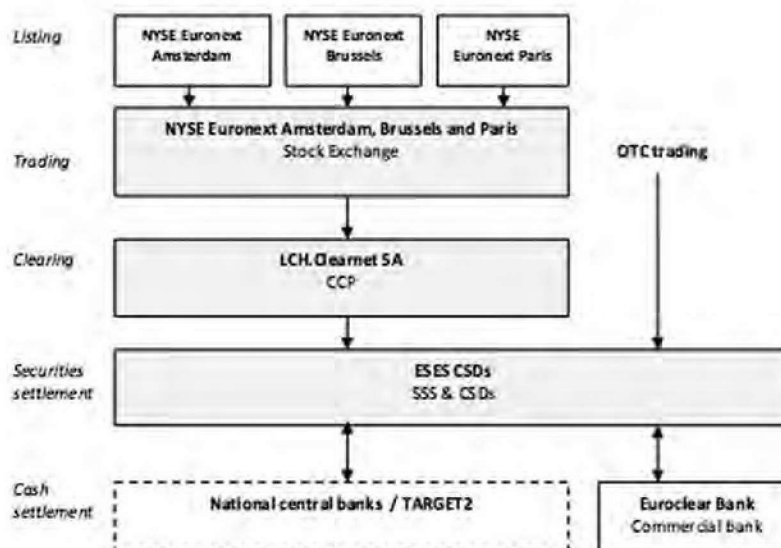 Listing
NYSE Euronext
Amsterdam
NYSE Euronext
Brussels
NYSE
Euronext Paris
Trading
NYSE Euronext Amsterdam, Brussels and Paris
Stock Exchange
OTC trading
Clearing
LCH.Clearnet SA
CCP
Securities
settlement
ESES CSDs
SSS & CSDs
Cash
settlement
National central banks / TARGET2
Euroclear Bank
Commercial bank